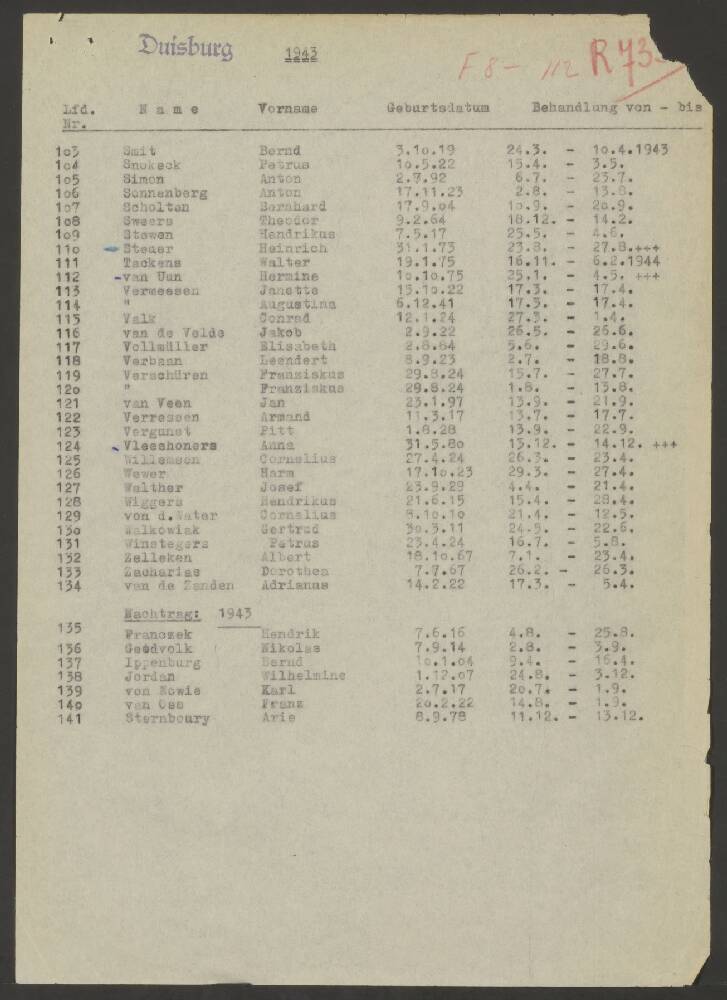 Duisburg 1943
F 8 - 112 R 73
Lfd. Nr. Name Vorname Geburtsdatum Behandlung von - bis
1o3 Smit Bernd 3.1o.19 24.3. - 1o.4.1943
1o4 Snokeck Petrus 1o.5.22 15.4. - 3.5.
1o5 Simon Anton 2.7.92 6.7. - 23.7.
1o6 Sonnenberg Anton 17.11.23 2.8. - 13.8.
1o7 Scholten Bernhard 17.9.o4 1o.9. - 2o.9.
1o8 Sweers Theodor 9.2.64 18.12. - 14.2.
1o9 Stewen Handrikus 7.5.17 25.5. - 4.6.
11o Steuer Heinrich 31.1.73 23.8. - 27.8.+++
111 Tackens Walter 19.1.75 16.11. - 6.2.1944
112 van Uun Hermine 1o.1o.75 25.1. - 4.5. +++
113 Vermeesen Janette 15.1o.22 17.3. - 17.4.
114 " Augustina 6.12.41 17.3. - 17.4.
115 Valk Conrad 12.1.24 27.3. - 1.4.
116 van de Velde Jakob 2.9.22 26.5. - 26.6.
117 Vollmüller Elisabeth 2.8.84 5.6. - 29.6.
118 Verbaan Leendert 8.9.23 2.7. - 18.8.
119 Verschüren Franziskus 29.8.24 15.7. - 27.7.
12o " Franziskus 29.8.24 1.8. - 13.8.
121 van Veen Jan 23.1.97 13.9. - 21.9.
122 Verressen Armand 11.3.17 13.7. - 17.7.
123 Vergunst Pitt 1.8.28 13.9. - 22.9.
124 Vleeshoners Anna 31.5.8o 13.12. - 14.12. +++
125 Willemsen Cornelius 27.4.24 26.3. - 23.4.
126 Wewer Harm 17.1o.23 29.3. - 27.4.
127 Walther Josef 23.9.29 4.4. - 21.4.
128 Wiggers Hendrikus 21.6.15 15.4. - 28.4.
129 von d. Water Cornelius 8.1o.1o 21.4. - 12.5.
13o Walkowiak Gertrud 3o.3.11 24.5. - 22.6.
131 Winstegers Petrus 23.4.24 16.7. - 5.8.
132 Zelleken Albert 18.1o.67 7.1. - 23.4.
133 Zacharias Dorothea 7.7.67 26.2. - 26.3.
134 van de Zanden Adrianus 14.2.22 17.3. - 5.4.
Nachtrag: 1943
135 Franczek Hendrik 7.6.16 4.8. - 25.8.
136 Goedvolk Nikolas 7.9.14 2.8. - 3.9.
137 Ippenburg Bernd 1o.1.o4 9.4. - 16.4.
138 Jordan Wilhelmine 1.12.o7 24.8. - 3.12.
139 von Kowie Karl 2.7.17 2o.7. - 1.9.
14o van Oss Franz 2o.2.22 14.8. - 1.9.
141 Sternboury Arie 8.9.78 11.12. - 13.12.